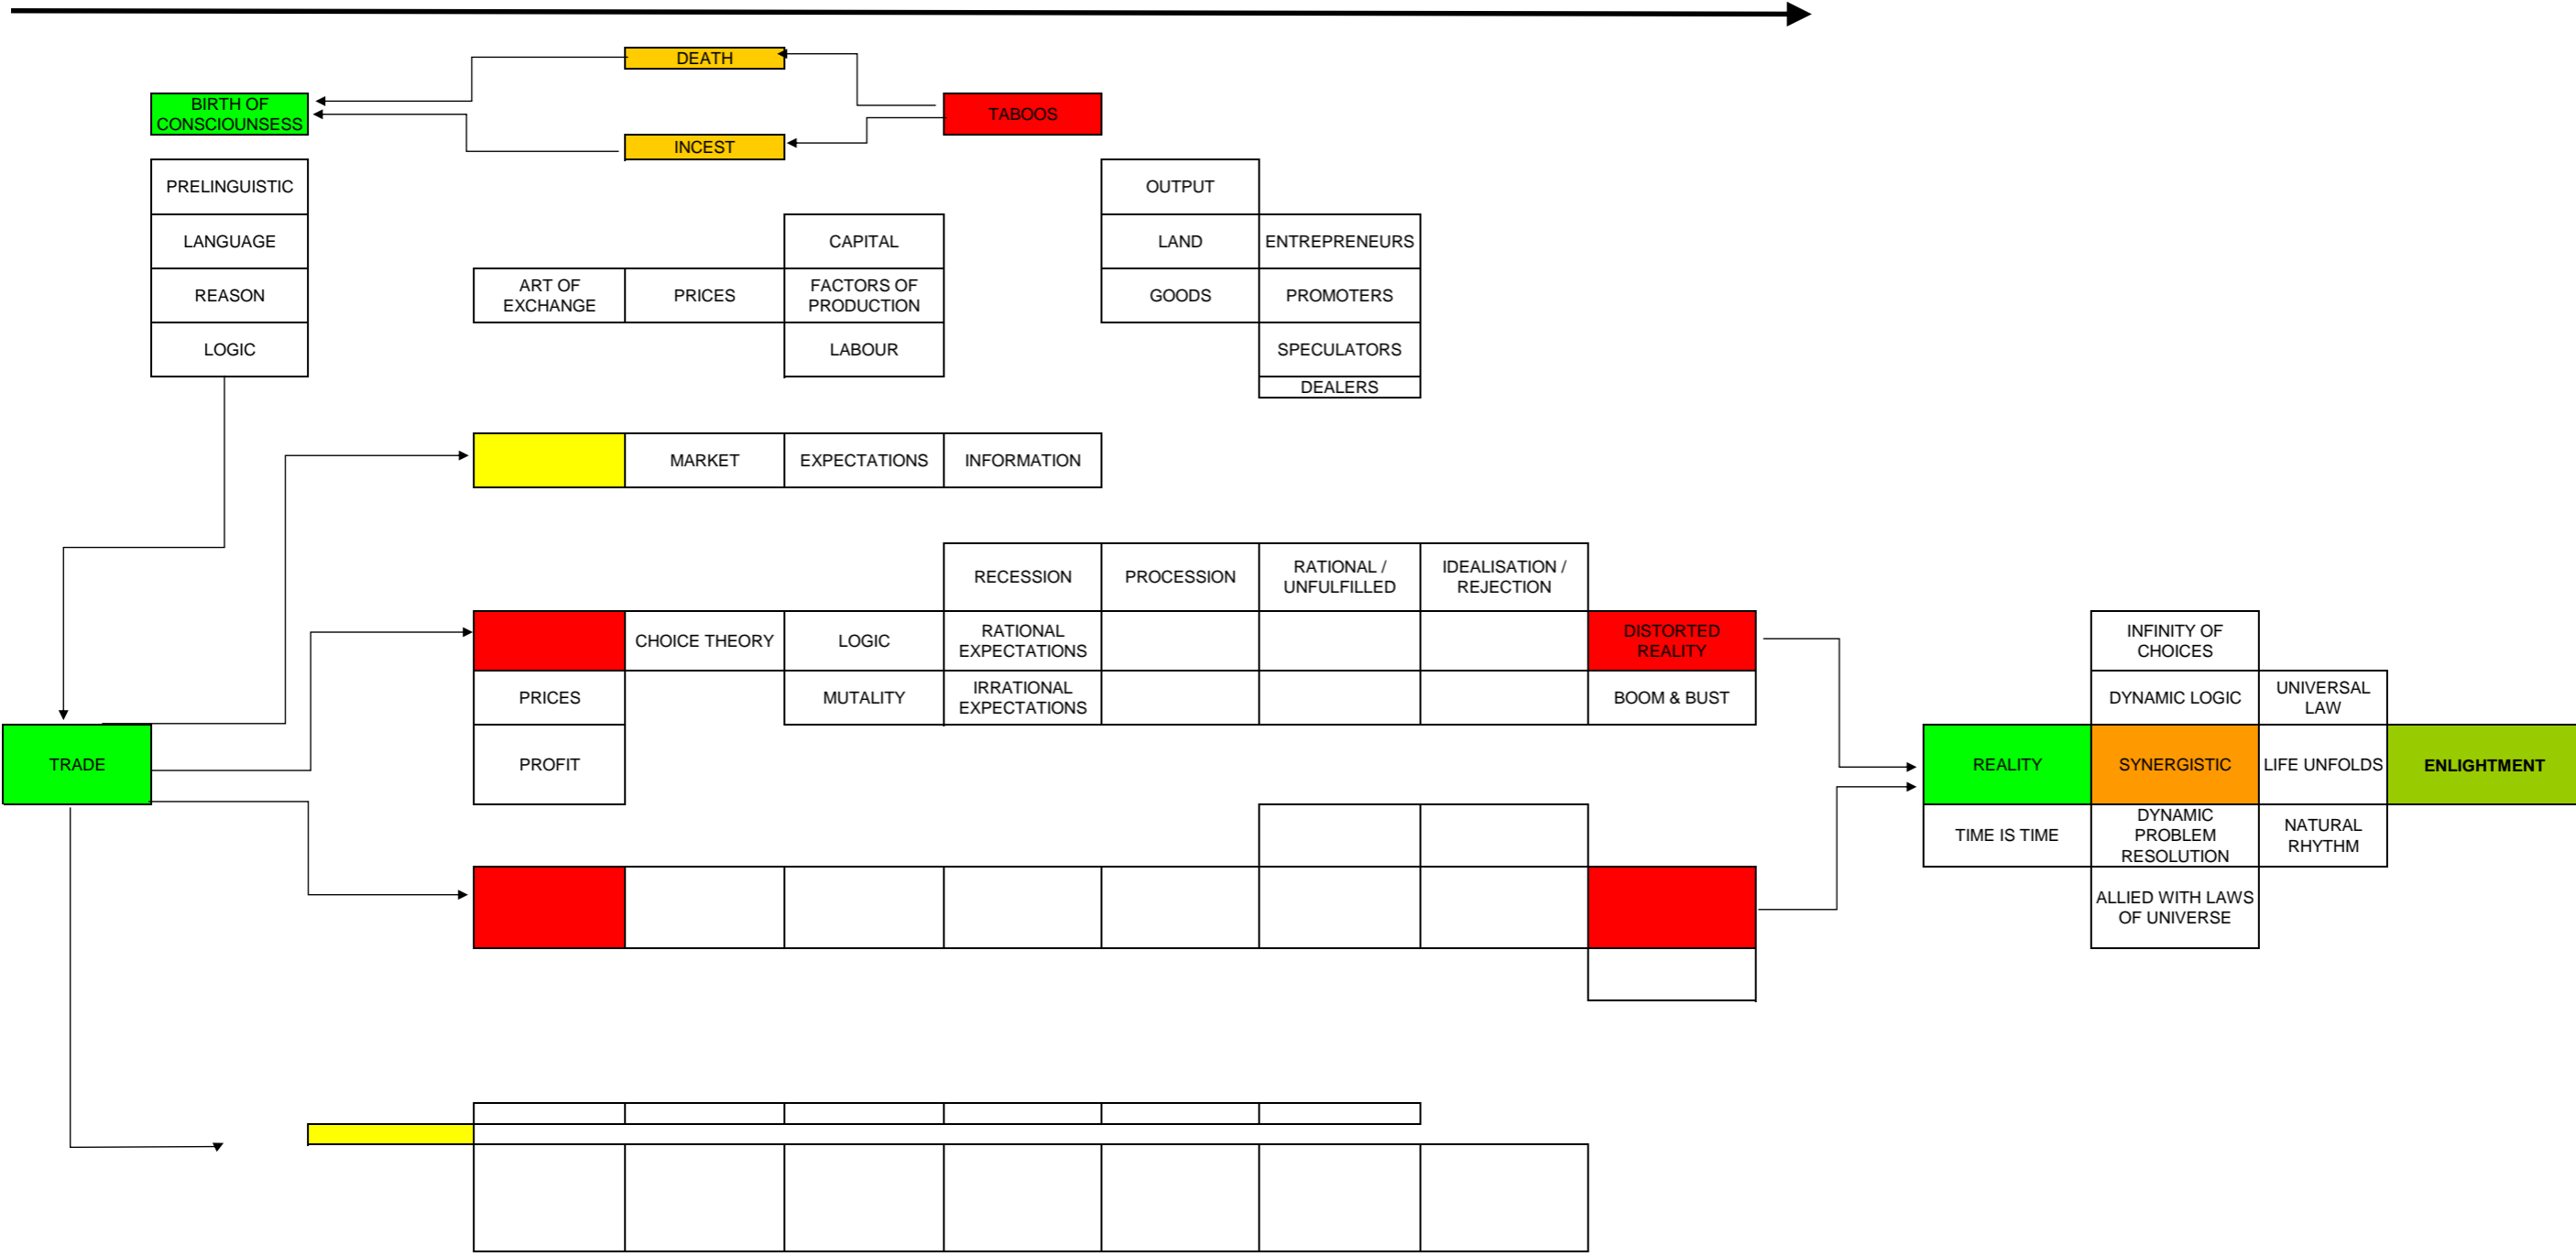 DEATH
BIRTH OF
CONSCIOUNSESS
TABOOS
INCEST
PRELINGUISTIC
OUTPUT
LANGUAGE
CAPITAL
LAND
ENTREPRENEURS
REASON
ART OF
EXCHANGE
PRICES
FACTORS OF
PRODUCTION
GOODS
PROMOTERS
LOGIC
LABOUR
SPECULATORS
DEALERS
MARKET
EXPECTATIONS
INFORMATION
RECESSION
PROCESSION
RATIONAL /
UNFULFILLED
IDEALISATION /
REJECTION
CHOICE THEORY
LOGIC
RATIONAL
EXPECTATIONS
DISTORTED
REALITY
INFINITY OF
CHOICES
PRICES
MUTALITY
IRRATIONAL
EXPECTATIONS
BOOM & BUST
DYNAMIC LOGIC
UNIVERSAL
LAW
TRADE
PROFIT
REALITY
SYNERGISTIC
LIFE UNFOLDS
ENLIGHTMENT
TIME IS TIME
DYNAMIC
PROBLEM
RESOLUTION
NATURAL
RHYTHM
ALLIED WITH LAWS
OF UNIVERSE